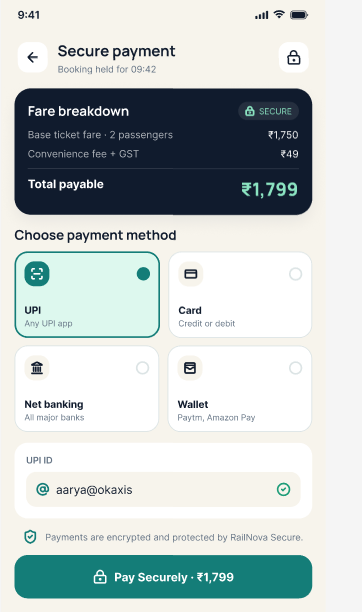 9:41
Secure payment
Booking held for 09:42
Fare breakdown
SECURE
Base ticket fare · 2 passengers
₹1,750
Convenience fee + GST
₹49
Total payable
₹1,799
Choose payment method
UPI
Any UPI app
Card
Credit or debit
Net banking
All major banks
Wallet
Paytm, Amazon Pay
UPI ID
@ aarya@okaxis
Payments are encrypted and protected by RailNova Secure.
Pay Securely · ₹1,799